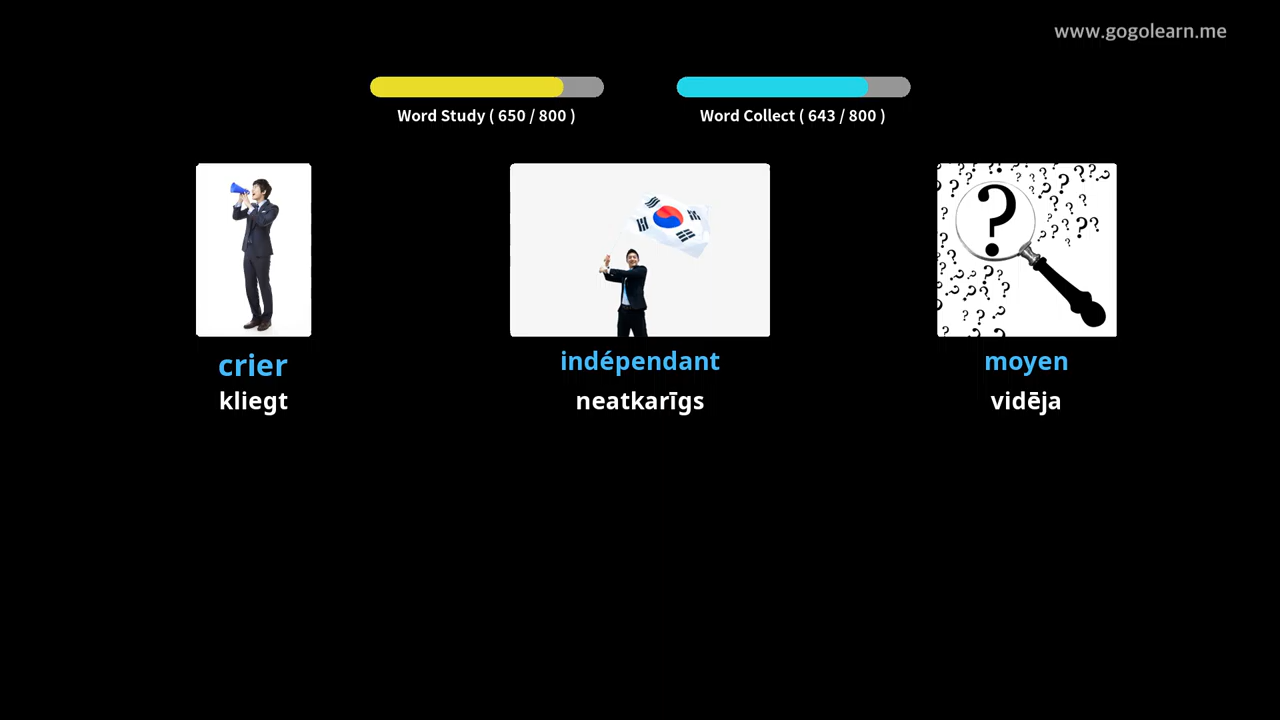 www.gogolearn.me
Word Study ( 650 / 800 )
Word Collect ( 643 / 800 )
crier
kliegt
indépendant
neatkarīgs
moyen
vidēja